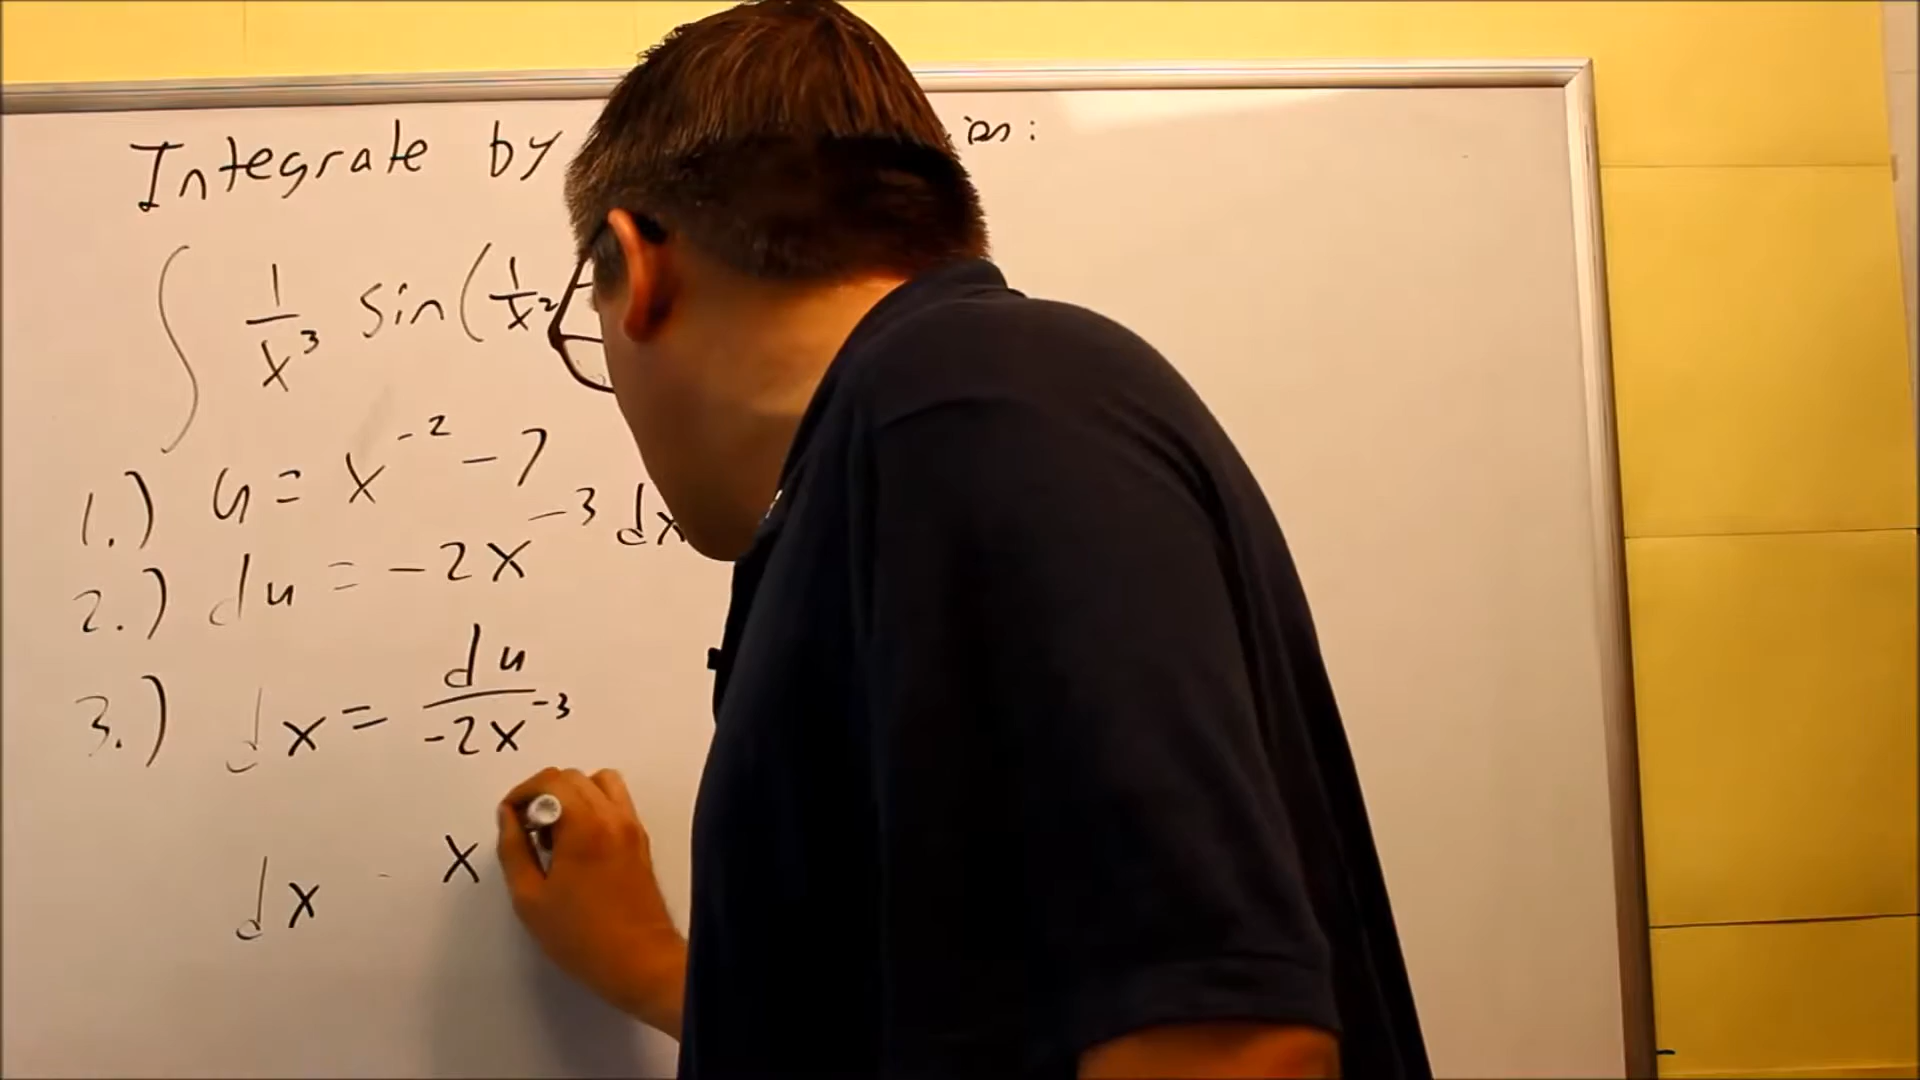 Integrate by
∫ 1/x³ sin(1/x²
1.) u = x⁻² - 7
2.) du = -2x⁻³ dx
3.) dx = du/-2x⁻³
dx - x